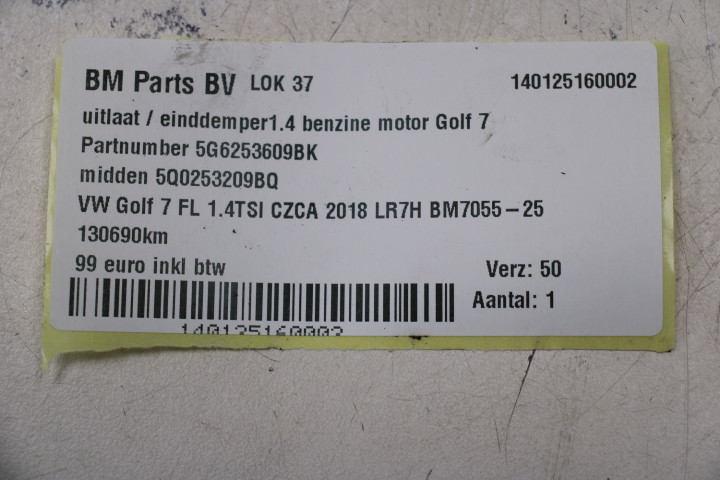 BM Parts BV LOK 37 140125160002
uitlaat / einddemper1.4 benzine motor Golf 7
Partnumber 5G6253609BK
midden 5Q0253209BQ
VW Golf 7 FL 1.4TSI CZCA 2018 LR7H BM7055-25
130690km
99 euro inkl btw Verz: 50
Aantal: 1
140125160002